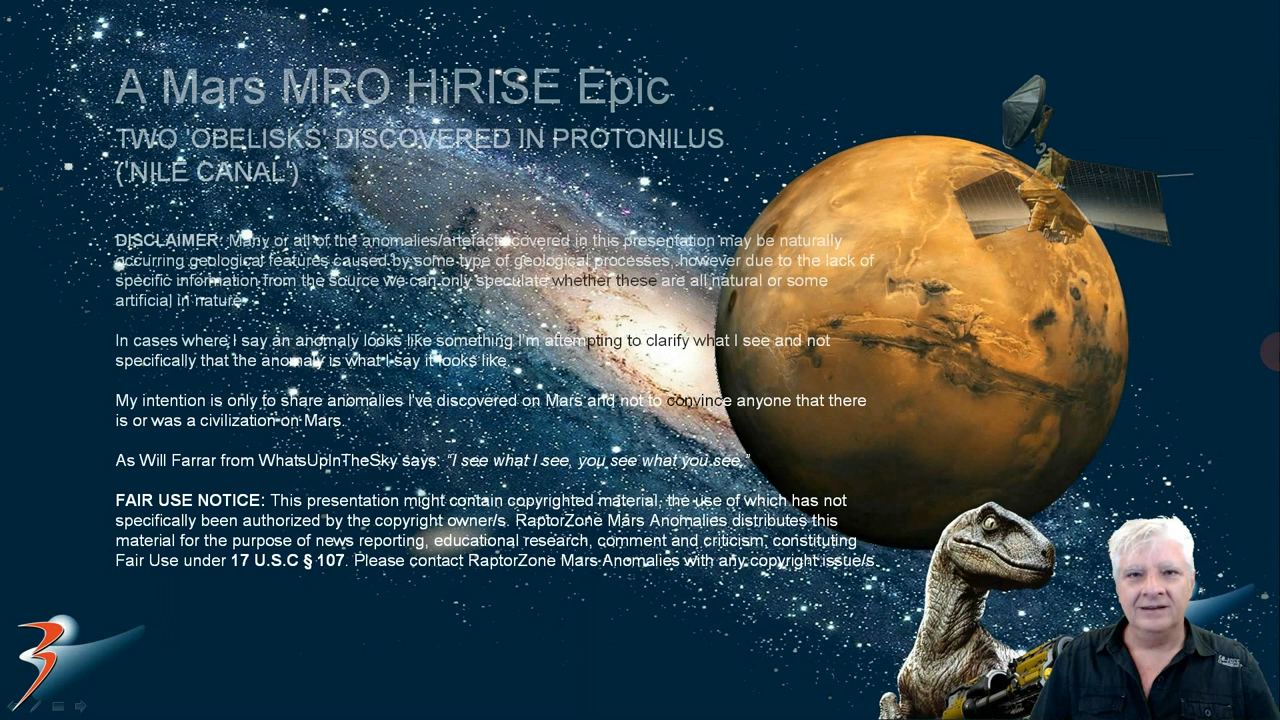 A Mars MRO HiRISE Epic
TWO 'OBELISKS' DISCOVERED IN PROTONILUS
('NILE CANAL')
DISCLAIMER: Many or all of the anomalies/artefacts covered in this presentation may be naturally
occurring geological features caused by some type of geological processes, however due to the lack of
specific information from the source we can only speculate whether these are all natural or some
artificial in nature.
In cases where I say an anomaly looks like something I'm attempting to clarify what I see and not
specifically that the anomaly is what I say it looks like.
My intention is only to share anomalies I've discovered on Mars and not to convince anyone that there
is or was a civilization on Mars.
As Will Farrar from WhatsUpInTheSky says: "I see what I see, you see what you see."
FAIR USE NOTICE: This presentation might contain copyrighted material, the use of which has not
specifically been authorized by the copyright owner/s. RaptorZone Mars Anomalies distributes this
material for the purpose of news reporting, educational research, comment and criticism, constituting
Fair Use under 17 U.S.C § 107. Please contact RaptorZone Mars Anomalies with any copyright issue/s.